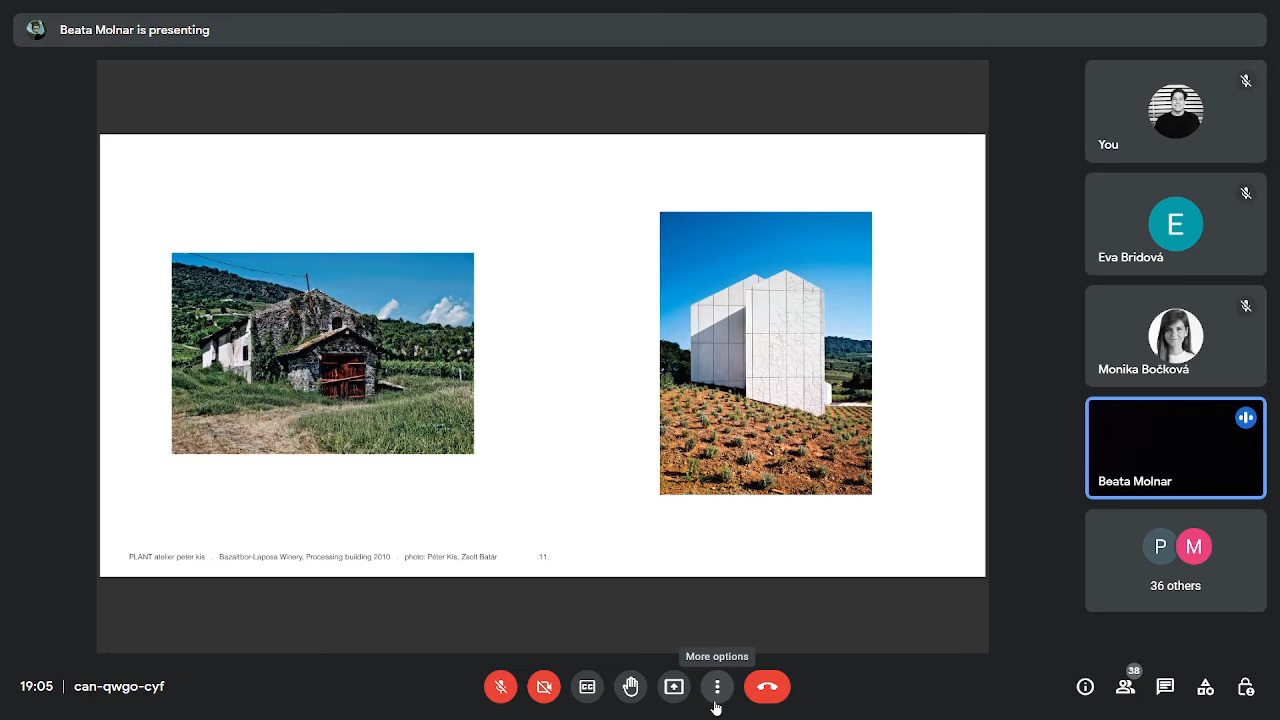 Beata Molnar is presenting
You
E
Eva Bridová
Monika Bočková
Beata Molnar
P M
36 others
PLANT atelier peter kis . Bazaltbor-Laposa Winery, Processing building 2010 . photo: Péter Kis, Zsolt Batár .11.
More options
19:05 | can-qwgo-cyf
CC
38